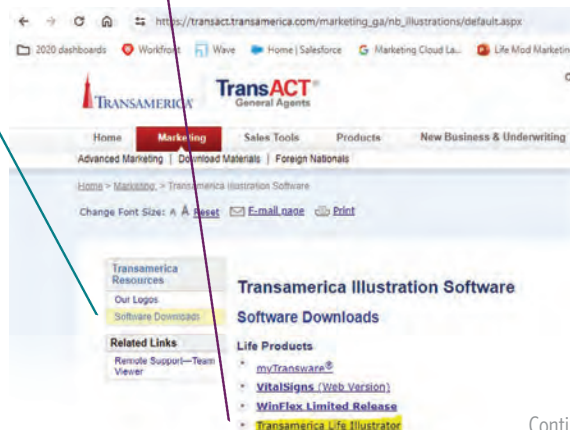 https://transact.transamerica.com/marketing_ga/nb_illustrations/default.aspx
2020 dashboards Workfront Wave Home | Salesforce Marketing Cloud La... Life Mod Marketin
TRANSAMERICA
TransACT®
General Agents
Home Marketing Sales Tools Products New Business & Underwriting
Advanced Marketing | Download Materials | Foreign Nationals
Home > Marketing > Transamerica Illustration Software
Change Font Size: A A Reset E-mail page Print
Transamerica
Resources
Our Logos
Software Downloads
Related Links
Remote Support—Team
Viewer
Transamerica Illustration Software
Software Downloads
Life Products
• myTransware®
• VitalSigns (Web Version)
• WinFlex Limited Release
• Transamerica Life Illustrator
Conti